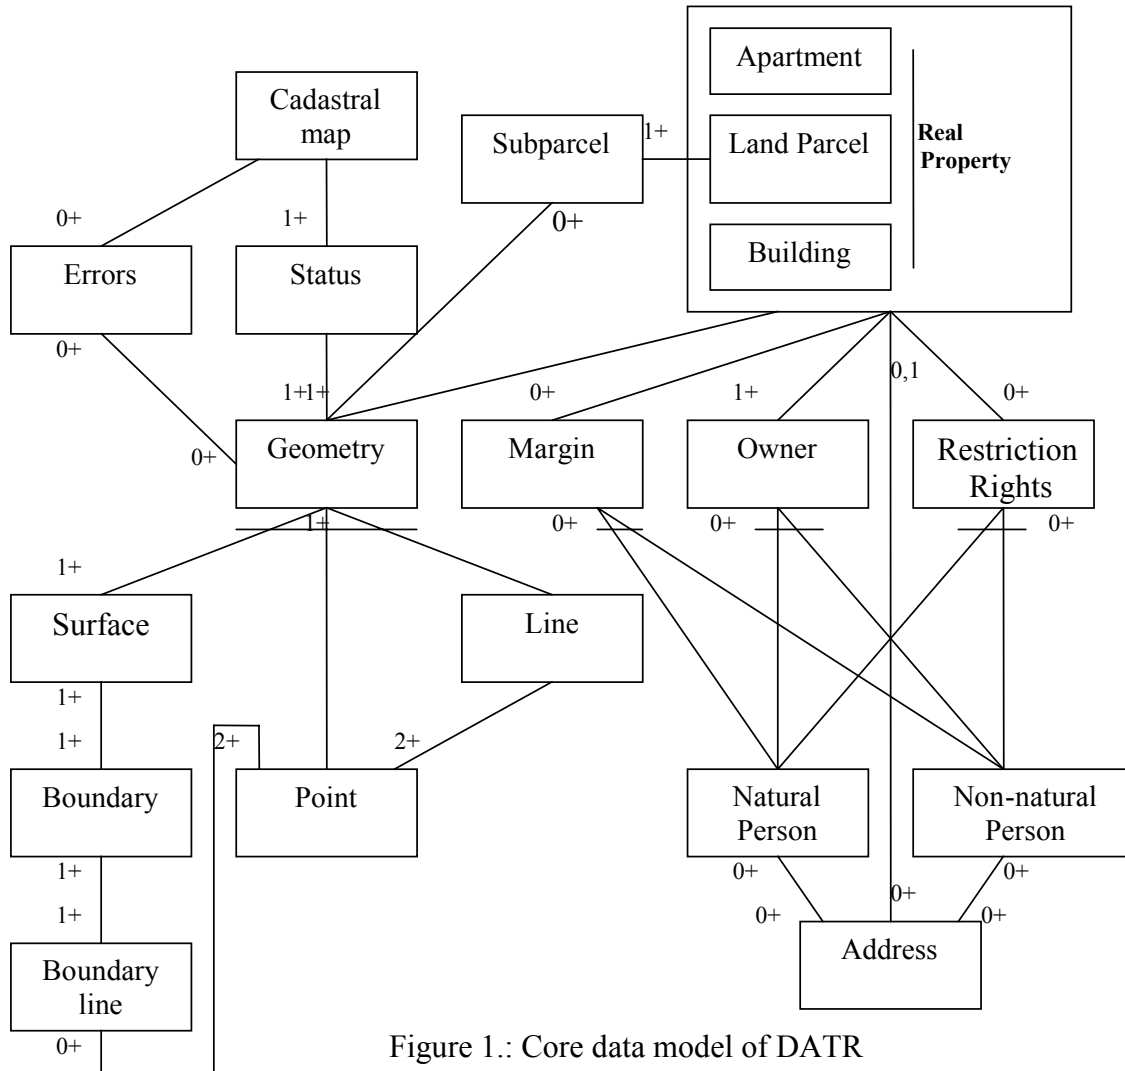 Apartment
Cadastral
map
Subparcel
1+
Land Parcel
Real
Property
0+
1+
0+
Errors
Status
Building
0+
1+
1+
0+
1+
0,1
0+
0+
Geometry
Margin
Owner
Restriction
Rights
1+
0+
0+
0+
1+
Surface
Line
1+
1+
2+
2+
Boundary
Point
Natural
Person
Non-natural
Person
1+
0+
0+
1+
0+
0+
0+
Boundary
line
Address
0+
Figure 1.: Core data model of DATR